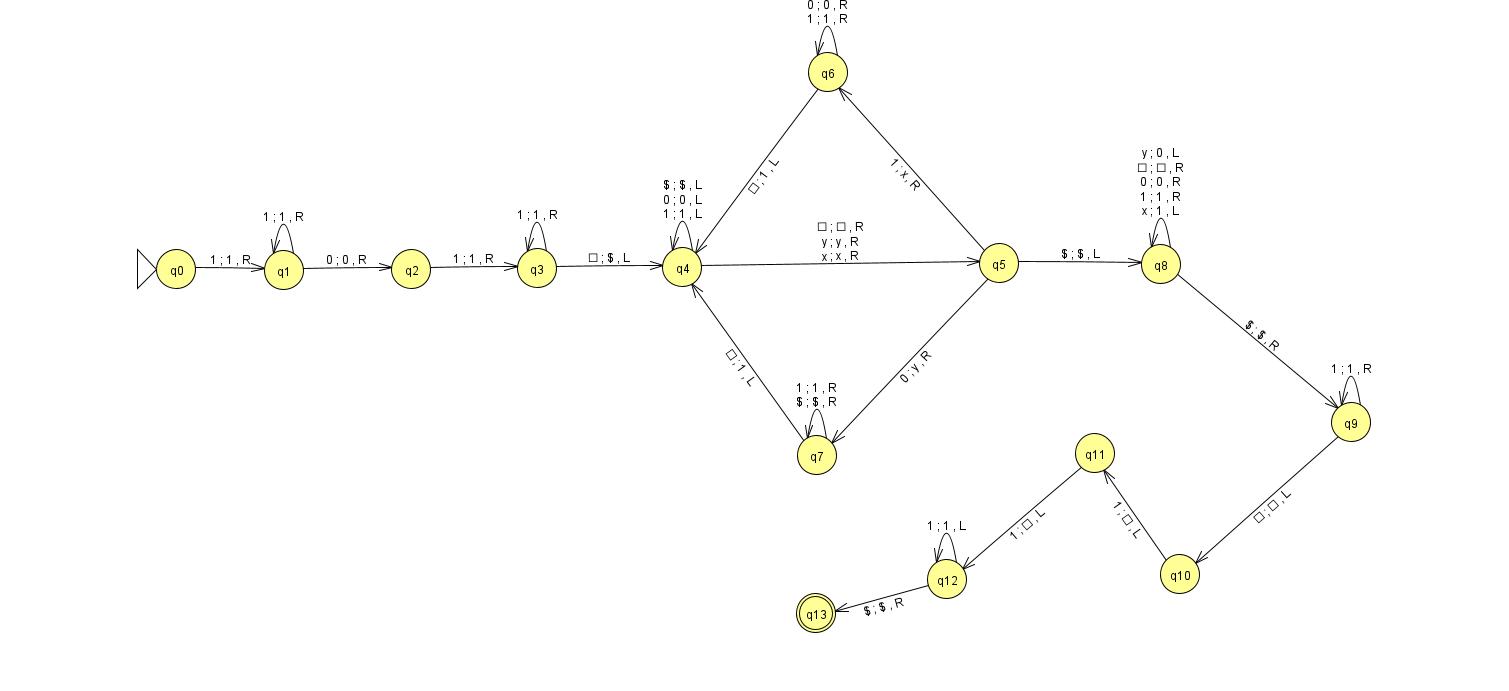 0 ; 0 , R
1 ; 1 , R
q6
□ ; 1 , L
1 ; x , R
y ; 0 , L
□ ; □ , R
0 ; 0 , R
1 ; 1 , R
x ; 1 , L
$ ; $ , L
0 ; 0 , L
1 ; 1 , L
1 ; 1 , R
1 ; 1 , R
□ ; □ , R
y ; y , R
x ; x , R
q0
1 ; 1 , R
q1
0 ; 0 , R
q2
1 ; 1 , R
q3
□ ; $ , L
q4
q5
$ ; $ , L
q8
$ ; $ , R
□ ; 1 , L
0 ; y , R
1 ; 1 , R
$ ; $ , R
q7
1 ; 1 , R
q9
q11
□ ; □ , L
1 ; □ , L
1 ; □ , L
1 ; 1 , L
q12
q10
$ ; $ , R
q13